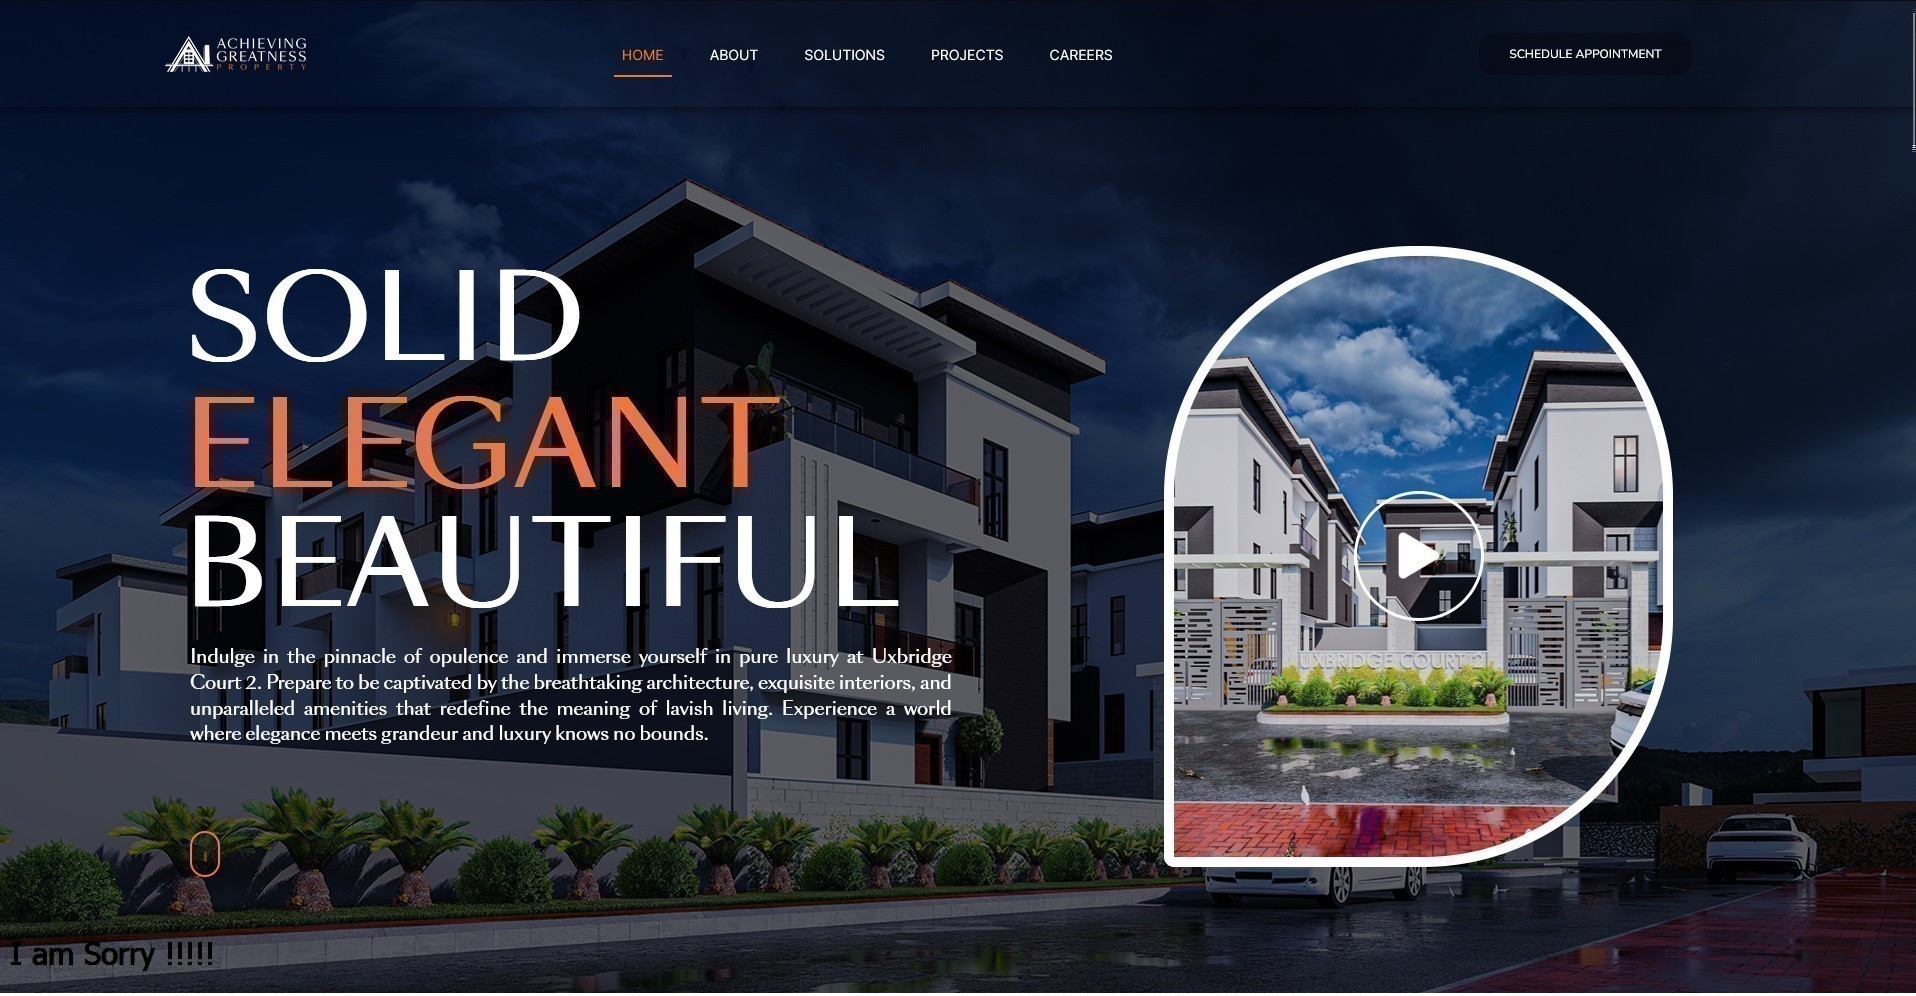 ACHIEVING
GREATNESS
PROPERTY
HOME
ABOUT
SOLUTIONS
PROJECTS
CAREERS
SCHEDULE APPOINTMENT
SOLID
ELEGANT
BEAUTIFUL
Indulge in the pinnacle of opulence and immerse yourself in pure luxury at Uxbridge
Court 2. Prepare to be captivated by the breathtaking architecture, exquisite interiors, and
unparalleled amenities that redefine the meaning of lavish living. Experience a world
where elegance meets grandeur and luxury knows no bounds.
UXBRIDGE COURT 2
I am Sorry !!!!!